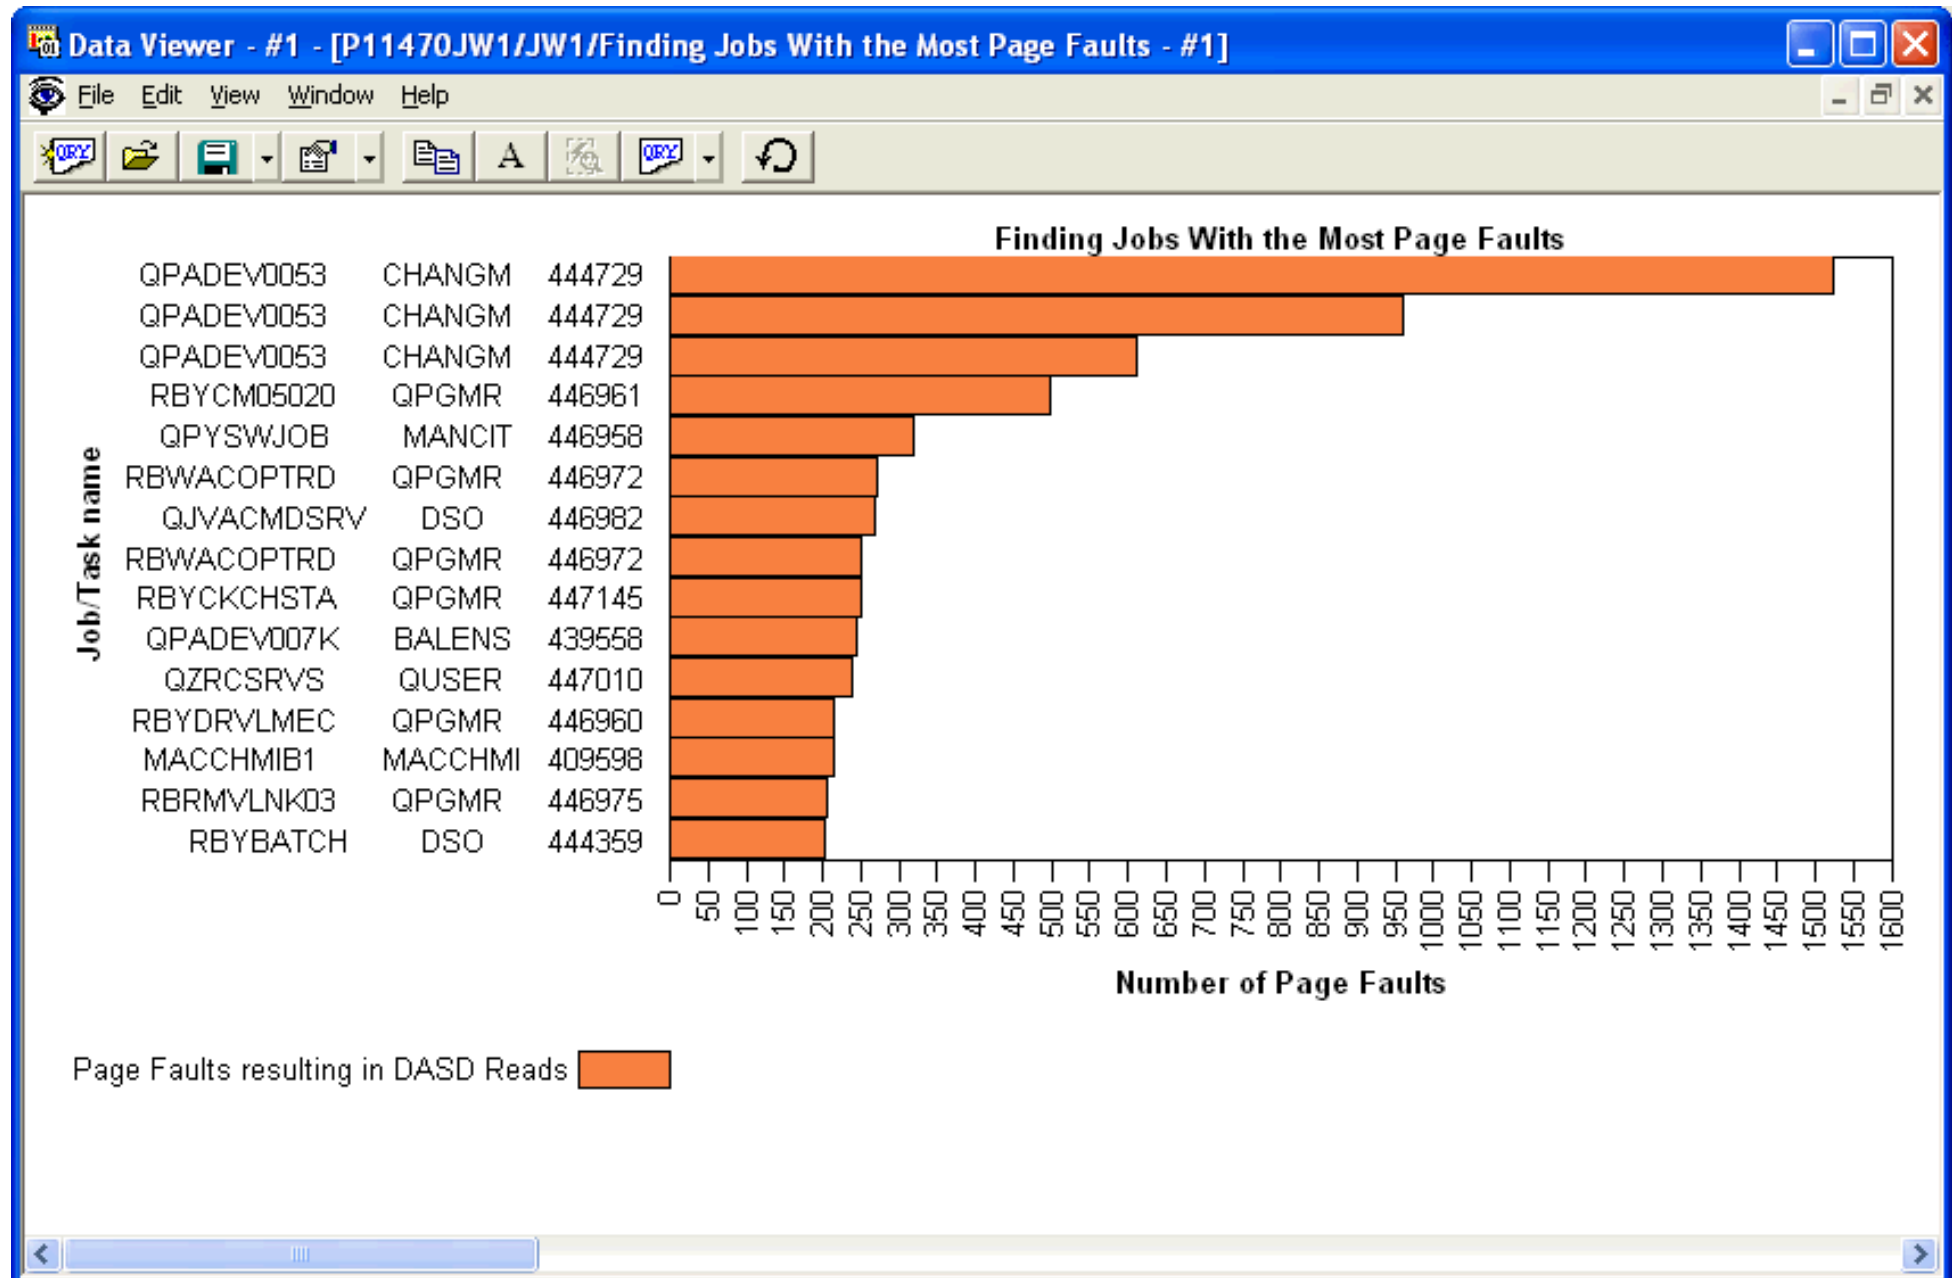 Data Viewer - #1 - [P11470JW1/JW1/Finding Jobs With the Most Page Faults - #1]
File Edit View Window Help
QRY A QRY
Finding Jobs With the Most Page Faults
Job/Task name
QPADEV0053 CHANGM 444729
QPADEV0053 CHANGM 444729
QPADEV0053 CHANGM 444729
RBYCM05020 QPGMR 446961
QPYSWJOB MANCIT 446958
RBWACOPTRD QPGMR 446972
QJVACMDSRV DSO 446982
RBWACOPTRD QPGMR 446972
RBYCKCHSTA QPGMR 447145
QPADEV007K BALENS 439558
QZRCSRVS QUSER 447010
RBYDRVLMEC QPGMR 446960
MACCHMIB1 MACCHMI 409598
RBRMVLNK03 QPGMR 446975
RBYBATCH DSO 444359
0 50 100 150 200 250 300 350 400 450 500 550 600 650 700 750 800 850 900 950 1000 1050 1100 1150 1200 1250 1300 1350 1400 1450 1500 1550 1600
Number of Page Faults
Page Faults resulting in DASD Reads